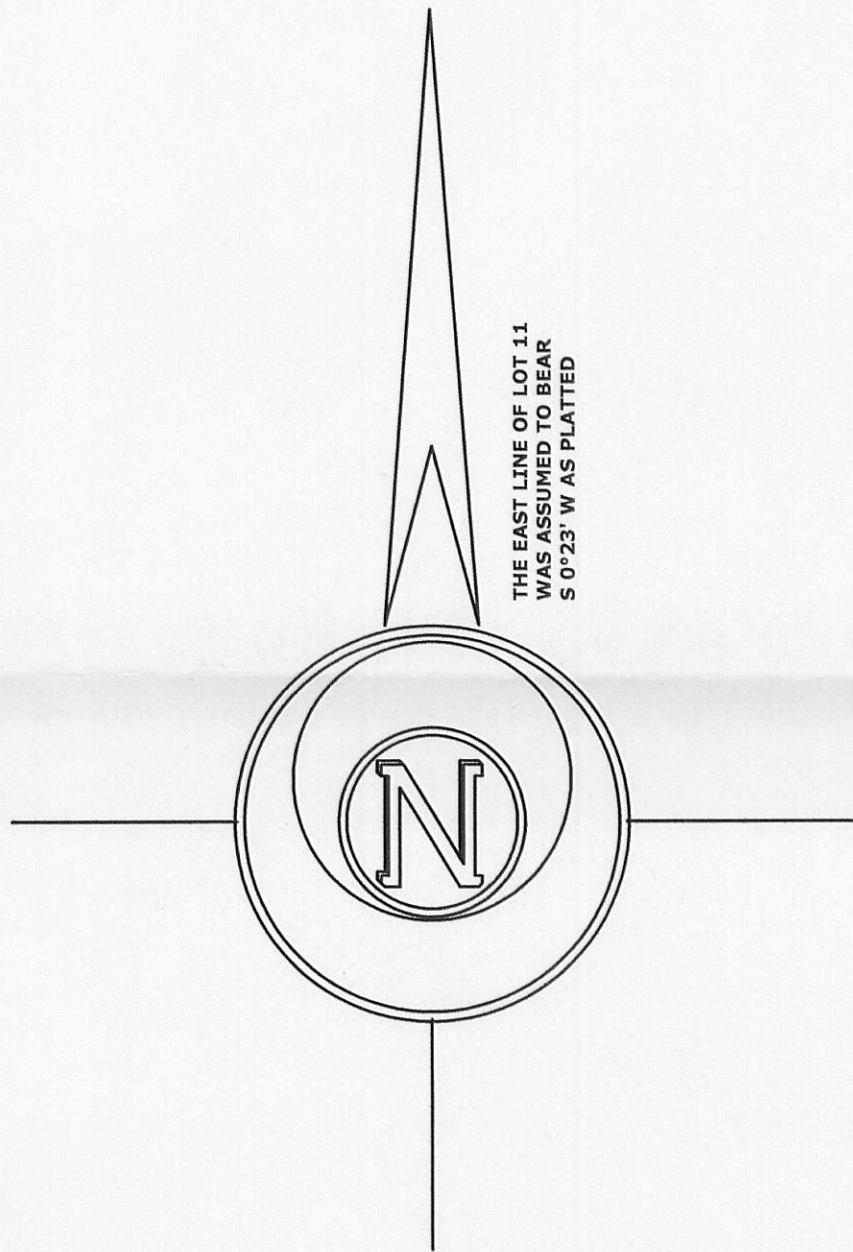 THE EAST LINE OF LOT 11
WAS ASSUMED TO BEAR
S 0°23' W AS PLATTED
N